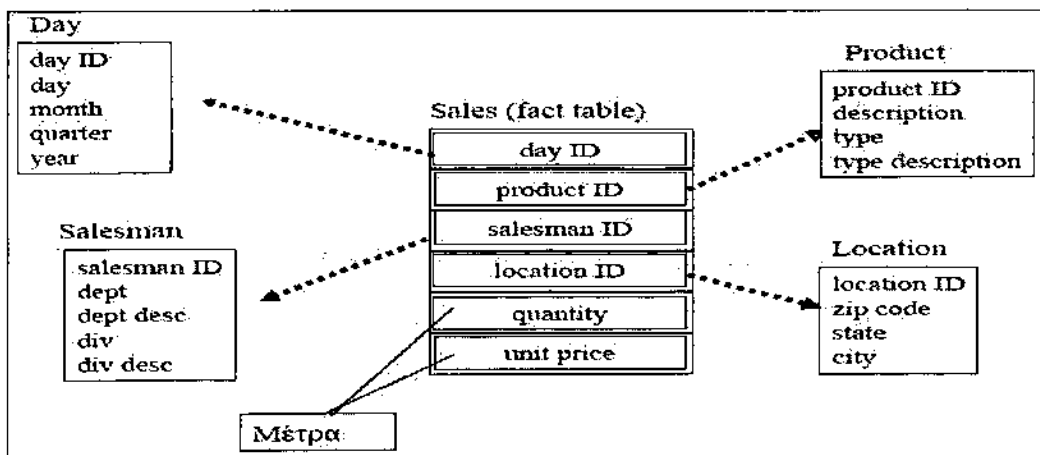 Day
day ID
day
month
quarter
year
Product
product ID
description
type
type description
Sales (fact table)
day ID
product ID
salesman ID
location ID
quantity
unit price
Salesman
salesman ID
dept
dept desc
div
div desc
Location
location ID
zip code
state
city
Μέτρα